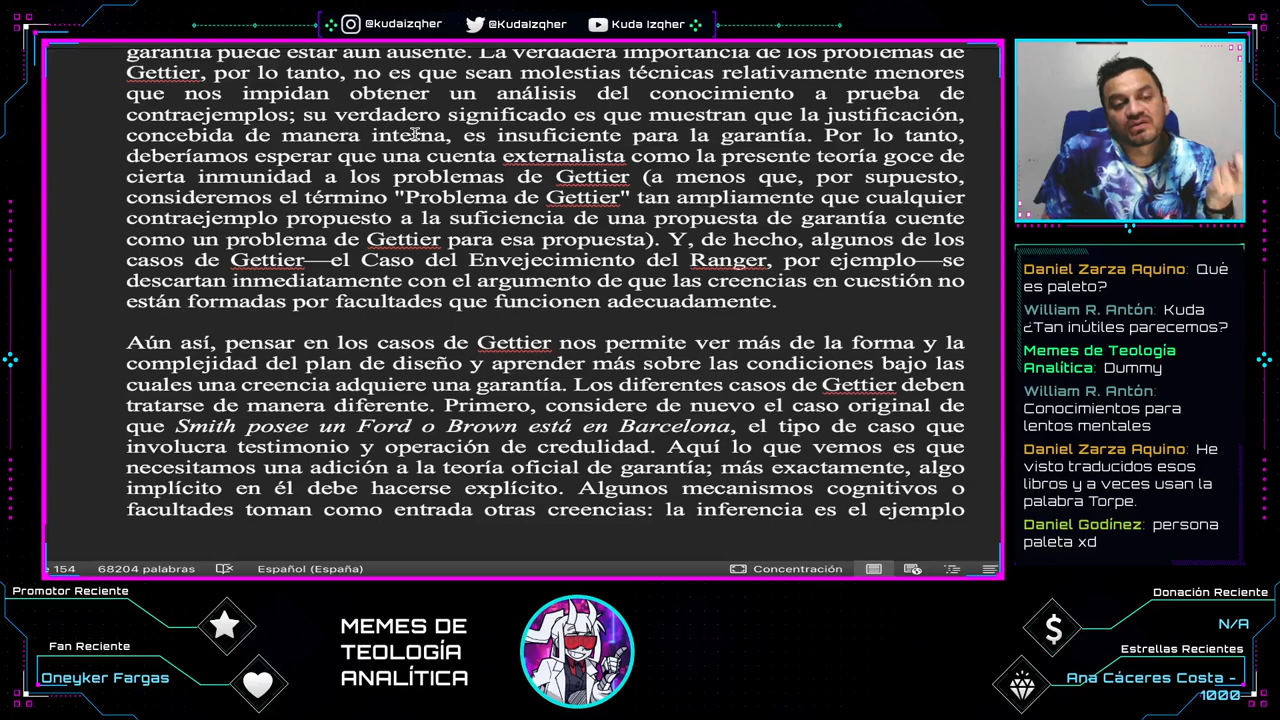 @kudaizqher
@KudaIzqher
Kuda Izqher
garantía puede estar aún ausente. La verdadera importancia de los problemas de
Gettier, por lo tanto, no es que sean molestias técnicas relativamente menores
que nos impidan obtener un análisis del conocimiento a prueba de
contraejemplos; su verdadero significado es que muestran que la justificación,
concebida de manera interna, es insuficiente para la garantía. Por lo tanto,
deberíamos esperar que una cuenta externalista como la presente teoría goce de
cierta inmunidad a los problemas de Gettier (a menos que, por supuesto,
consideremos el término "Problema de Gettier" tan ampliamente que cualquier
contraejemplo propuesto a la suficiencia de una propuesta de garantía cuente
como un problema de Gettier para esa propuesta). Y, de hecho, algunos de los
casos de Gettier—el Caso del Envejecimiento del Ranger, por ejemplo—se
descartan inmediatamente con el argumento de que las creencias en cuestión no
están formadas por facultades que funcionen adecuadamente.
Aún así, pensar en los casos de Gettier nos permite ver más de la forma y la
complejidad del plan de diseño y aprender más sobre las condiciones bajo las
cuales una creencia adquiere una garantía. Los diferentes casos de Gettier deben
tratarse de manera diferente. Primero, considere de nuevo el caso original de
que Smith posee un Ford o Brown está en Barcelona, el tipo de caso que
involucra testimonio y operación de credulidad. Aquí lo que vemos es que
necesitamos una adición a la teoría oficial de garantía; más exactamente, algo
implícito en él debe hacerse explícito. Algunos mecanismos cognitivos o
facultades toman como entrada otras creencias: la inferencia es el ejemplo
154 68204 palabras Español (España) Concentración
Daniel Zarza Aquino: Qué
es paleto?
William R. Antón: Kuda
¿Tan inútiles parecemos?
Memes de Teología
Analítica: Dummy
William R. Antón:
Conocimientos para
lentos mentales
Daniel Zarza Aquino: He
visto traducidos esos
libros y a veces usan la
palabra Torpe.
Daniel Godínez: persona
paleta xd
Promotor Reciente
Fan Reciente
Oneyker Fargas
MEMES DE
TEOLOGÍA
ANALÍTICA
Donación Reciente
N/A
Estrellas Recientes
Ana Cáceres Costa -
1000